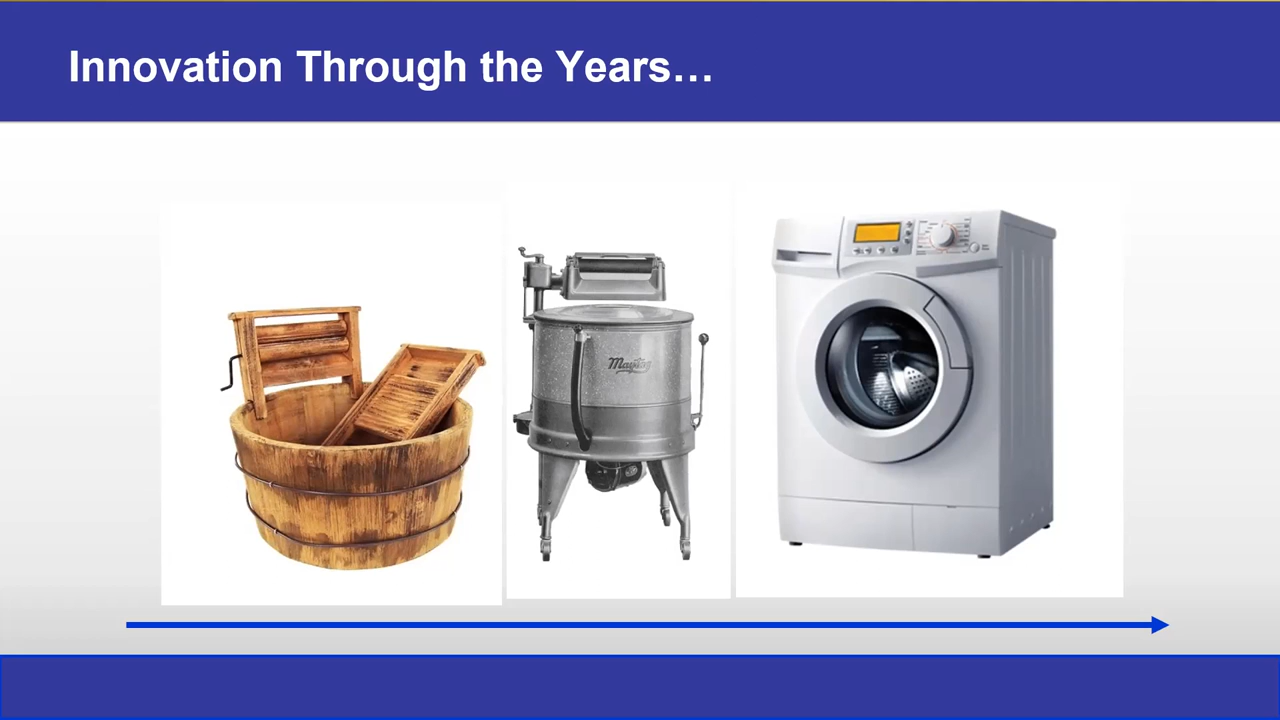 Innovation Through the Years…
Maytag